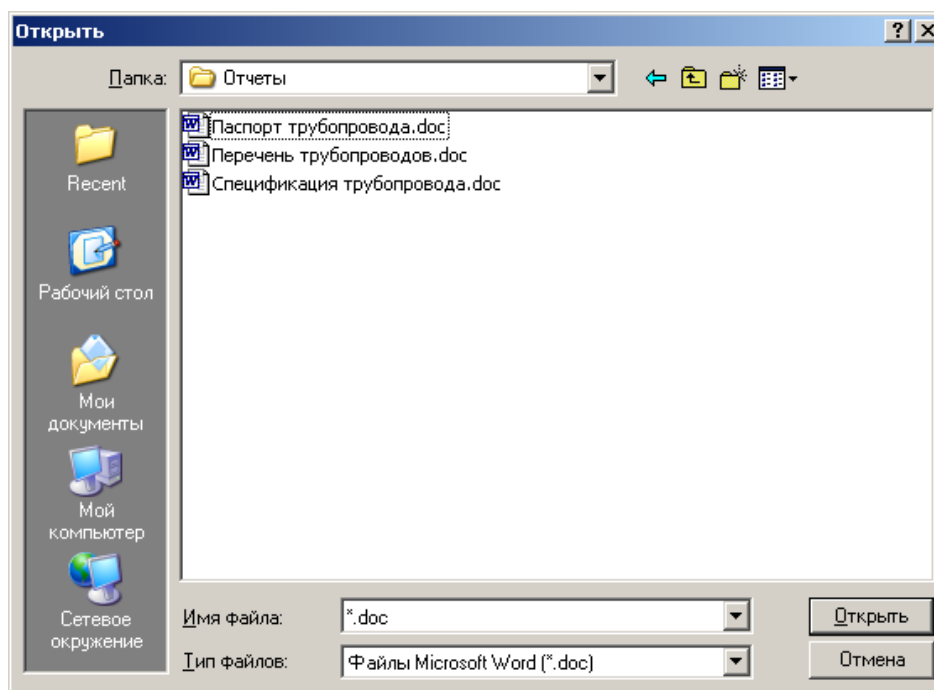 Открыть
Папка: Отчеты
Паспорт трубопровода.doc
Перечень трубопроводов.doc
Спецификация трубопровода.doc
Recent
Рабочий стол
Мои
документы
Мой
компьютер
Сетевое
окружение
Имя файла: *.doc Открыть
Тип файлов: Файлы Microsoft Word (*.doc) Отмена